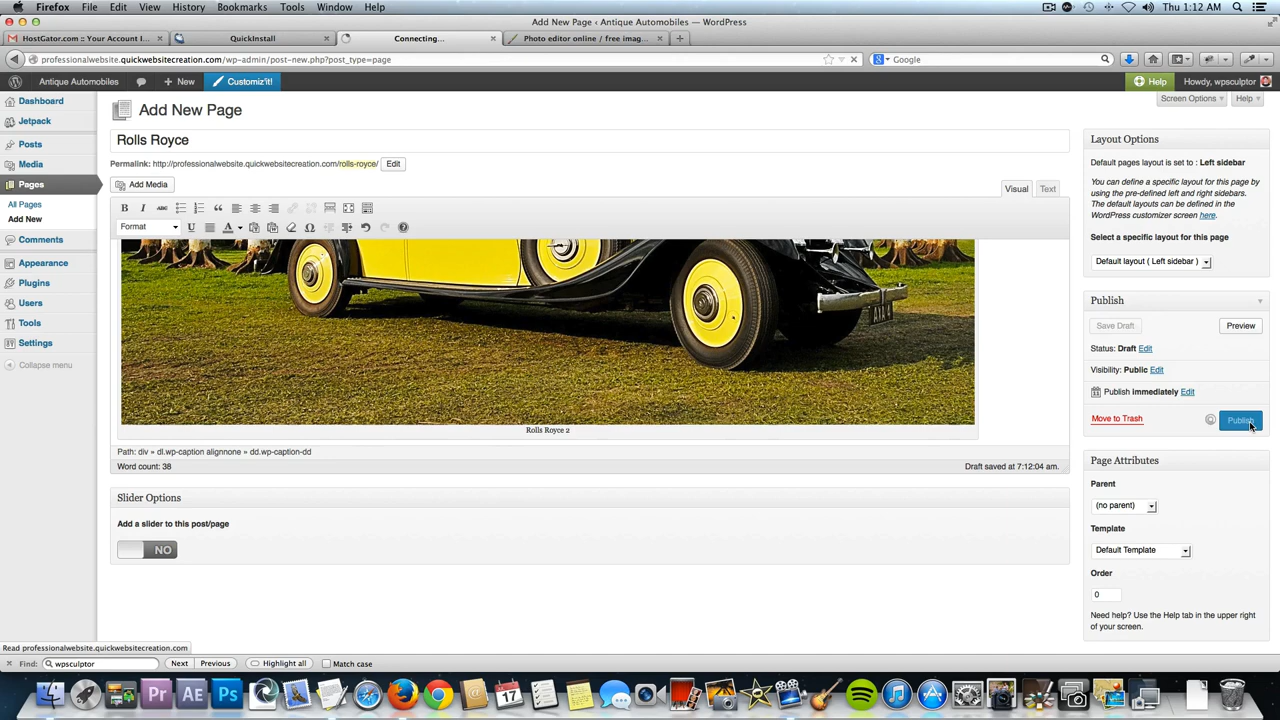 Firefox File Edit View History Bookmarks Tools Window Help Thu 1:12 AM
Add New Page ‹ Antique Automobiles — WordPress
HostGator.com :: Your Account I... QuickInstall Connecting... Photo editor online / free imag...
professionalwebsite.quickwebsitecreation.com/wp-admin/post-new.php?post_type=page Google
Antique Automobiles + New Customize'it! Help Howdy, wpsculptor
Screen Options Help
Dashboard
Jetpack
Posts
Media
Pages
All Pages
Add New
Comments
Appearance
Plugins
Users
Tools
Settings
Collapse menu
Add New Page
Rolls Royce
Permalink: http://professionalwebsite.quickwebsitecreation.com/rolls-royce/ Edit
Add Media
Visual Text
B I ABC
Format U A
Rolls Royce 2
Path: div » dl.wp-caption alignnone » dd.wp-caption-dd
Word count: 38 Draft saved at 7:12:04 am.
Slider Options
Add a slider to this post/page
NO
Layout Options
Default pages layout is set to : Left sidebar
You can define a specific layout for this page by
using the pre-defined left and right sidebars.
The default layouts can be defined in the
WordPress customizer screen here.
Select a specific layout for this page
Default layout ( Left sidebar )
Publish
Save Draft Preview
Status: Draft Edit
Visibility: Public Edit
Publish immediately Edit
Move to Trash Publish
Page Attributes
Parent
(no parent)
Template
Default Template
Order
0
Need help? Use the Help tab in the upper right
of your screen.
Read professionalwebsite.quickwebsitecreation.com
Find: wpsculptor Next Previous Highlight all Match case
Pr Ae Ps 17